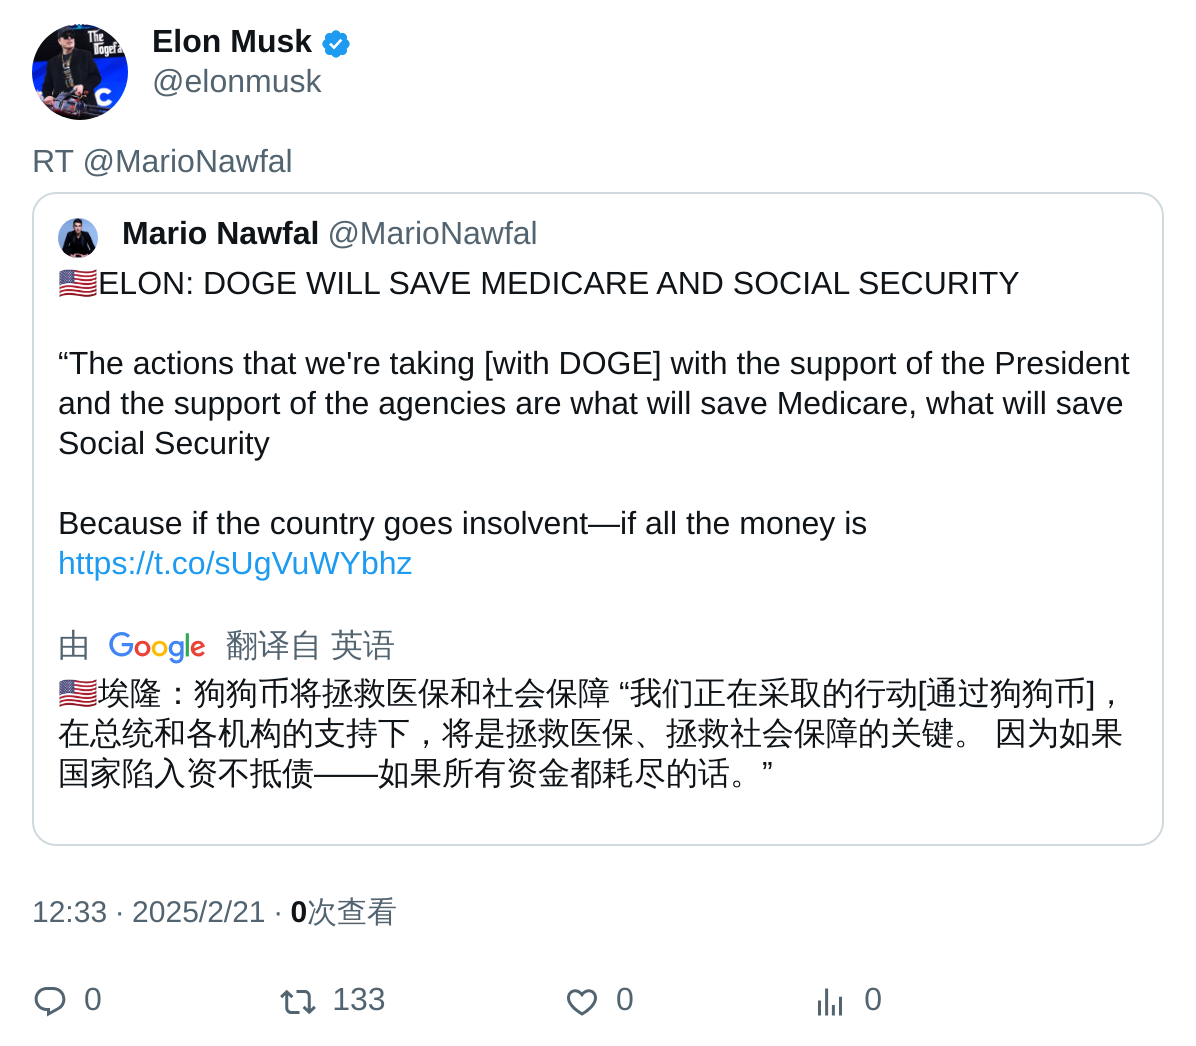 The
Dogefa
C
Elon Musk
@elonmusk
RT @MarioNawfal
Mario Nawfal @MarioNawfal
🇺🇸ELON: DOGE WILL SAVE MEDICARE AND SOCIAL SECURITY
“The actions that we're taking [with DOGE] with the support of the President
and the support of the agencies are what will save Medicare, what will save
Social Security
Because if the country goes insolvent—if all the money is
https://t.co/sUgVuWYbhz
由 Google 翻译自 英语
🇺🇸埃隆：狗狗币将拯救医保和社会保障 “我们正在采取的行动[通过狗狗币]，
在总统和各机构的支持下，将是拯救医保、拯救社会保障的关键。 因为如果
国家陷入资不抵债——如果所有资金都耗尽的话。”
12:33 · 2025/2/21 · 0次查看
0 133 0 0